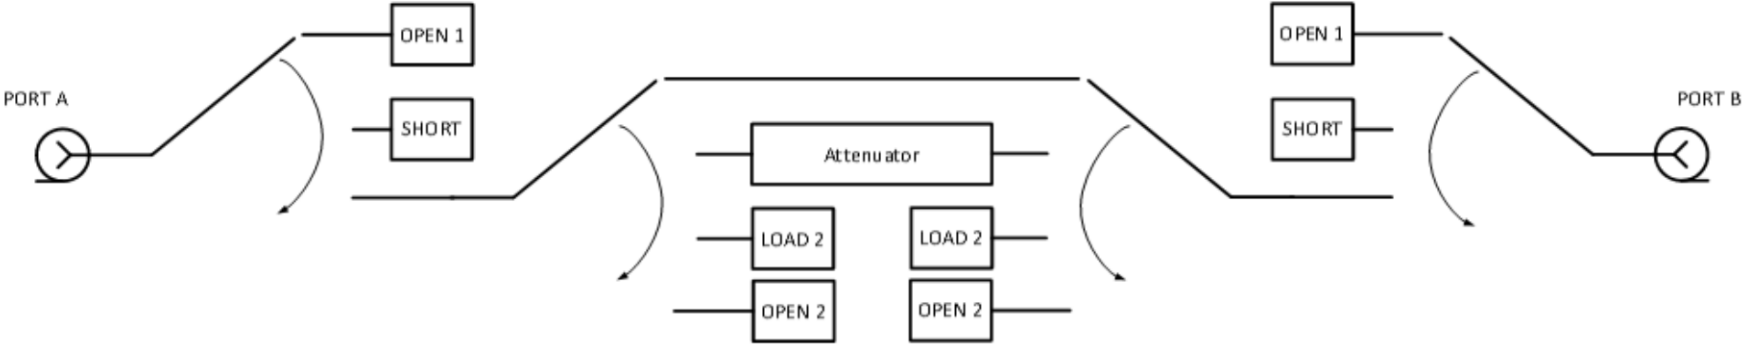 OPEN 1
OPEN 1
PORT A
PORT B
SHORT
SHORT
Attenuator
LOAD 2
LOAD 2
OPEN 2
OPEN 2